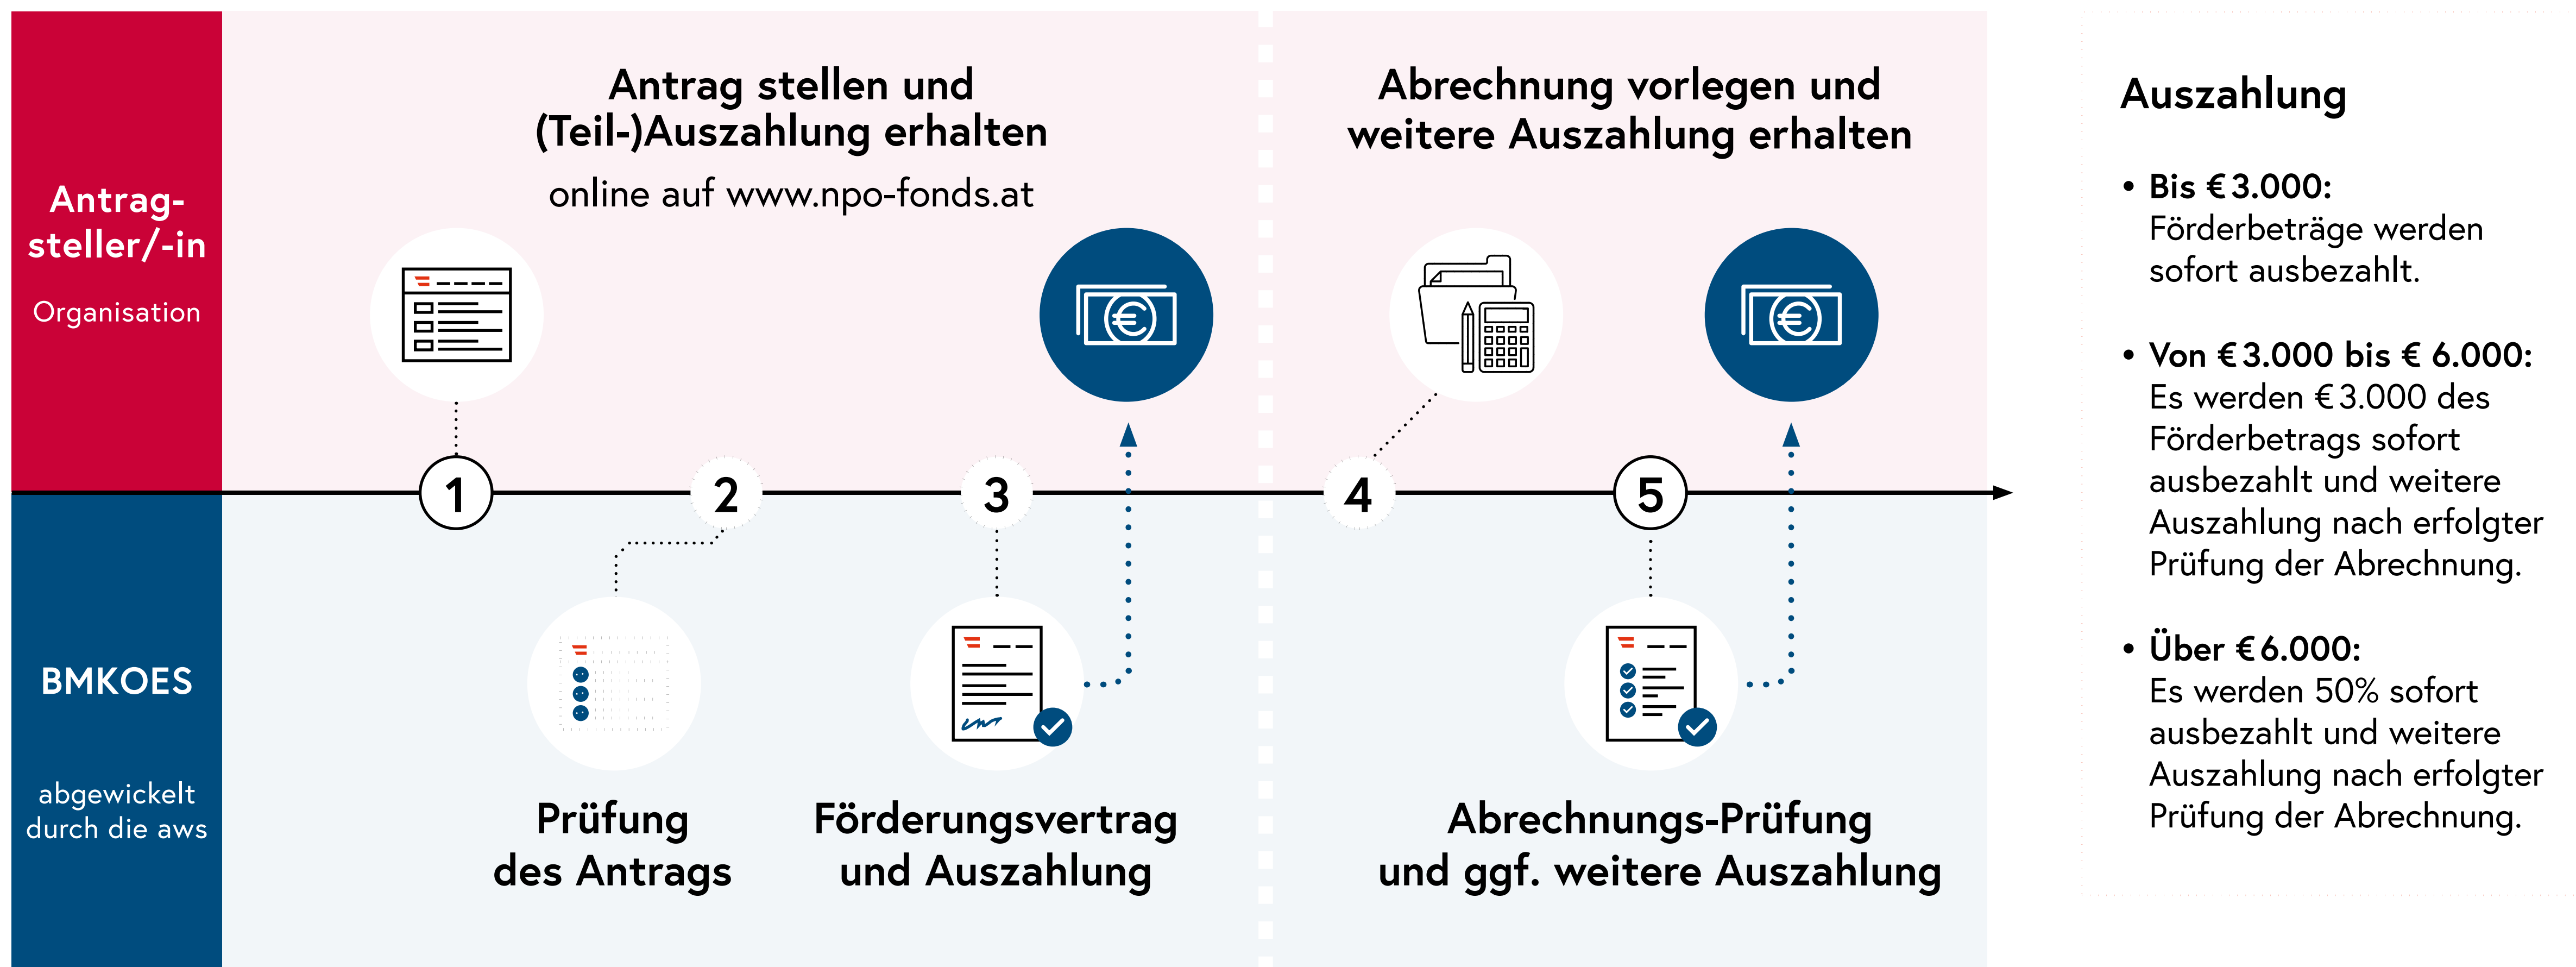 Antrag-
steller/-in
Organisation
Antrag stellen und
(Teil-)Auszahlung erhalten
online auf www.npo-fonds.at
Abrechnung vorlegen und
weitere Auszahlung erhalten
1
2
3
4
5
BMKOES
abgewickelt
durch die aws
Prüfung
des Antrags
Förderungsvertrag
und Auszahlung
Abrechnungs-Prüfung
und ggf. weitere Auszahlung
Auszahlung
• Bis € 3.000:
Förderbeträge werden
sofort ausbezahlt.
• Von € 3.000 bis € 6.000:
Es werden € 3.000 des
Förderbetrags sofort
ausbezahlt und weitere
Auszahlung nach erfolgter
Prüfung der Abrechnung.
• Über € 6.000:
Es werden 50% sofort
ausbezahlt und weitere
Auszahlung nach erfolgter
Prüfung der Abrechnung.